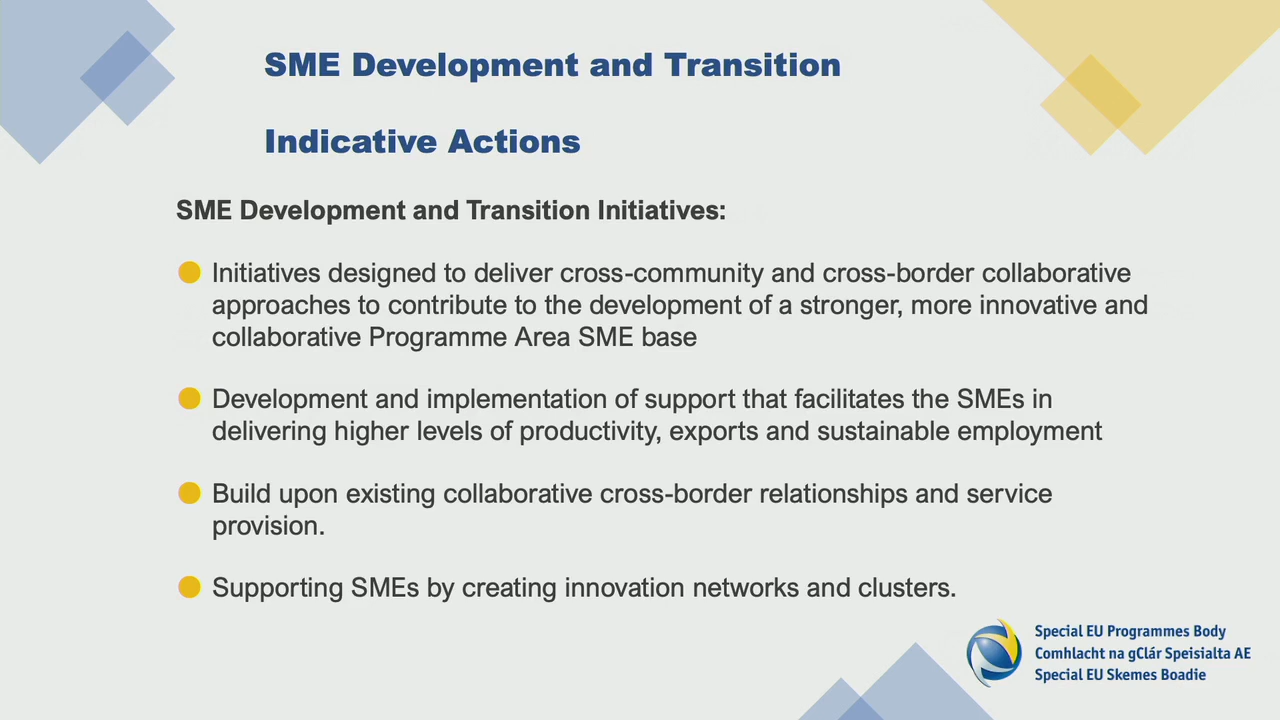 SME Development and Transition
Indicative Actions
SME Development and Transition Initiatives:
Initiatives designed to deliver cross-community and cross-border collaborative
approaches to contribute to the development of a stronger, more innovative and
collaborative Programme Area SME base
Development and implementation of support that facilitates the SMEs in
delivering higher levels of productivity, exports and sustainable employment
Build upon existing collaborative cross-border relationships and service
provision.
Supporting SMEs by creating innovation networks and clusters.
Special EU Programmes Body
Comhlacht na gClár Speisialta AE
Special EU Skemes Boadie